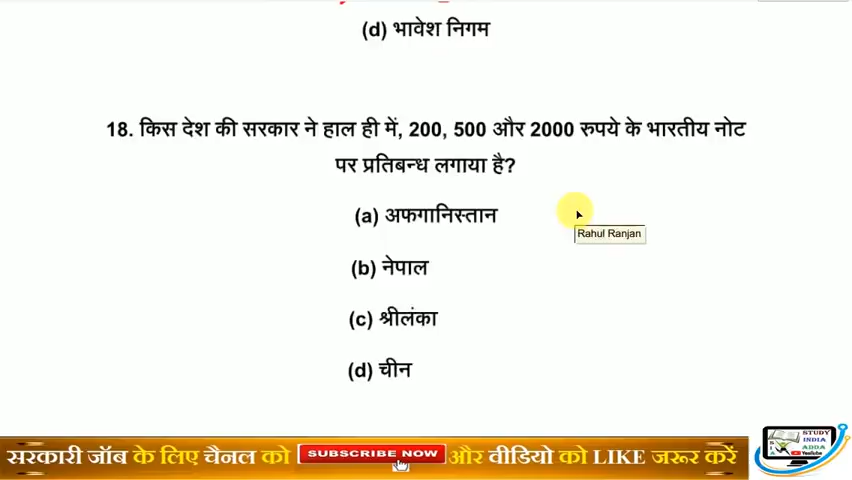 (d) भावेश निगम
18. किस देश की सरकार ने हाल ही में, 200, 500 और 2000 रुपये के भारतीय नोट
पर प्रतिबन्ध लगाया है?
(a) अफगानिस्तान
Rahul Ranjan
(b) नेपाल
(c) श्रीलंका
(d) चीन
सरकारी जॉब के लिए चैनल को SUBSCRIBE NOW और वीडियो को LIKE जरूर करें
STUDY
INDIA
ADDA
YouTube